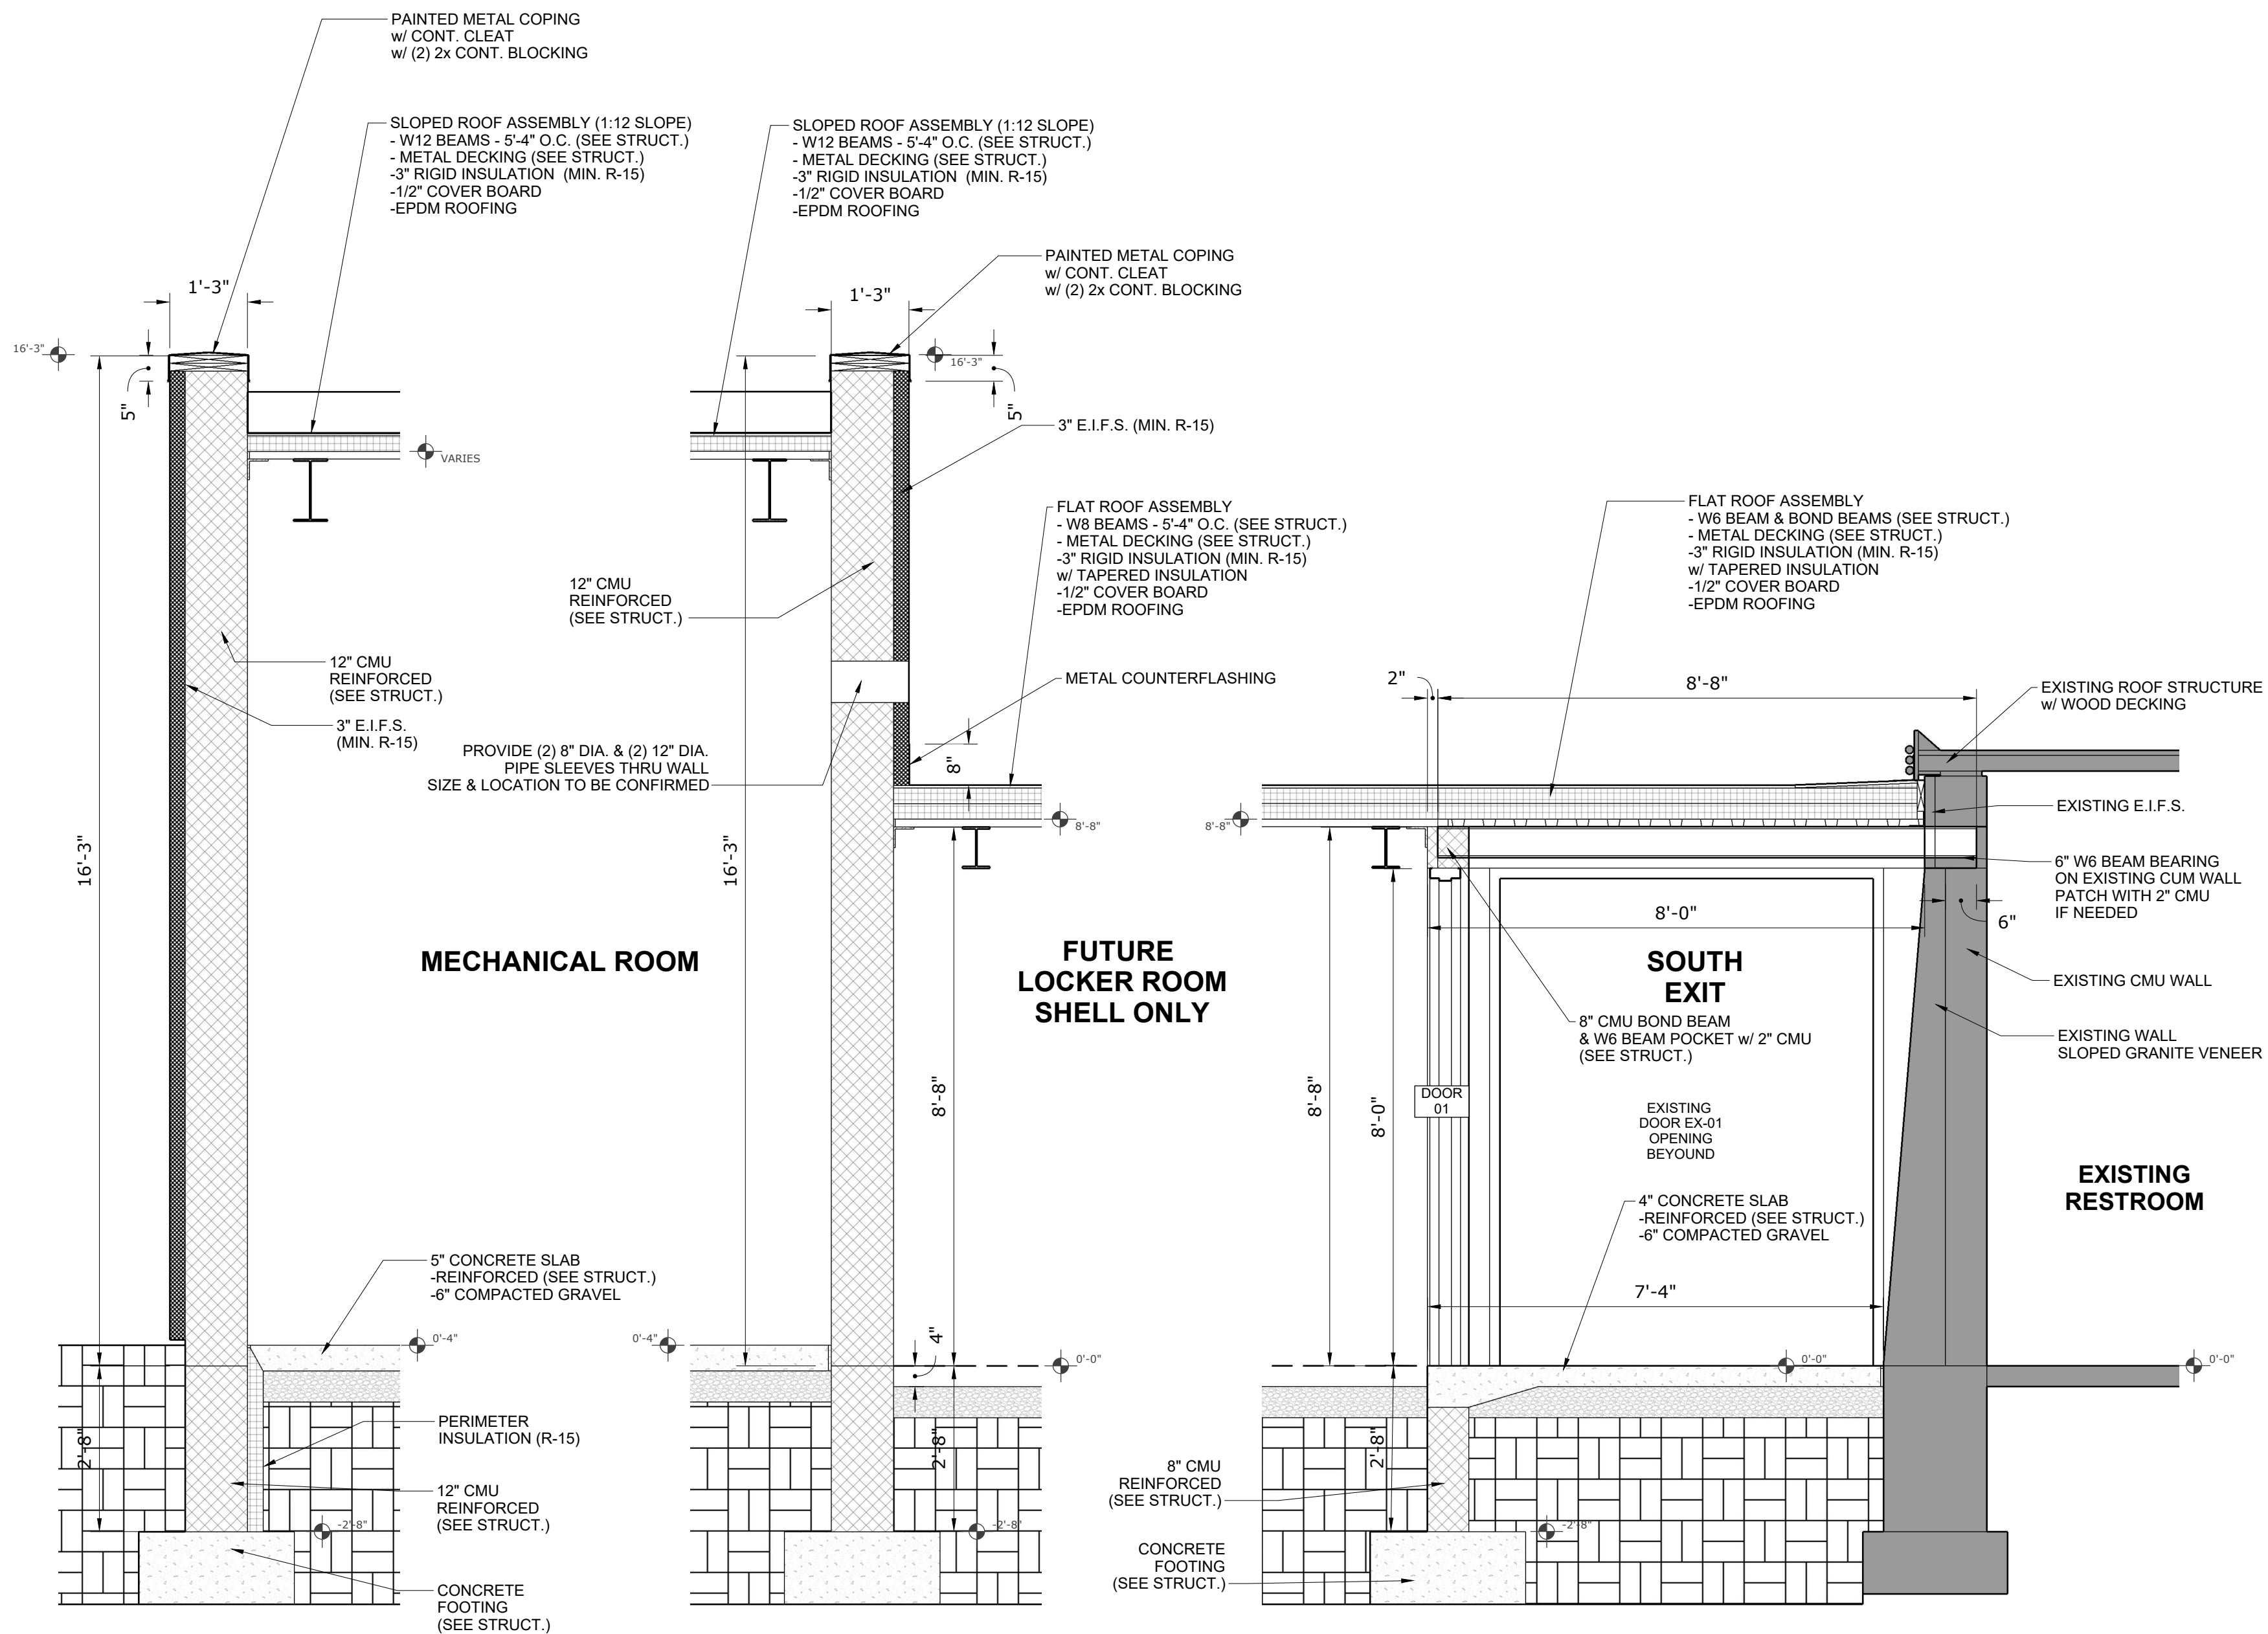 PAINTED METAL COPING
w/ CONT. CLEAT
w/ (2) 2x CONT. BLOCKING
SLOPED ROOF ASSEMBLY (1:12 SLOPE)
- W12 BEAMS - 5'-4" O.C. (SEE STRUCT.)
- METAL DECKING (SEE STRUCT.)
-3" RIGID INSULATION (MIN. R-15)
-1/2" COVER BOARD
-EPDM ROOFING
SLOPED ROOF ASSEMBLY (1:12 SLOPE)
- W12 BEAMS - 5'-4" O.C. (SEE STRUCT.)
- METAL DECKING (SEE STRUCT.)
-3" RIGID INSULATION (MIN. R-15)
-1/2" COVER BOARD
-EPDM ROOFING
PAINTED METAL COPING
w/ CONT. CLEAT
w/ (2) 2x CONT. BLOCKING
1'-3"
1'-3"
16'-3"
16'-3"
5"
5"
3" E.I.F.S. (MIN. R-15)
VARIES
FLAT ROOF ASSEMBLY
- W8 BEAMS - 5'-4" O.C. (SEE STRUCT.)
- METAL DECKING (SEE STRUCT.)
-3" RIGID INSULATION (MIN. R-15)
w/ TAPERED INSULATION
-1/2" COVER BOARD
-EPDM ROOFING
FLAT ROOF ASSEMBLY
- W6 BEAM & BOND BEAMS (SEE STRUCT.)
- METAL DECKING (SEE STRUCT.)
-3" RIGID INSULATION (MIN. R-15)
w/ TAPERED INSULATION
-1/2" COVER BOARD
-EPDM ROOFING
12" CMU
REINFORCED
(SEE STRUCT.)
12" CMU
REINFORCED
(SEE STRUCT.)
3" E.I.F.S.
(MIN. R-15)
METAL COUNTERFLASHING
2"
8'-8"
EXISTING ROOF STRUCTURE
w/ WOOD DECKING
PROVIDE (2) 8" DIA. & (2) 12" DIA.
PIPE SLEEVES THRU WALL
SIZE & LOCATION TO BE CONFIRMED
8"
EXISTING E.I.F.S.
8'-8"
8'-8"
16'-3"
16'-3"
6" W6 BEAM BEARING
ON EXISTING CUM WALL
PATCH WITH 2" CMU
IF NEEDED
8'-0"
6"
MECHANICAL ROOM
FUTURE
LOCKER ROOM
SHELL ONLY
SOUTH
EXIT
EXISTING CMU WALL
8" CMU BOND BEAM
& W6 BEAM POCKET w/ 2" CMU
(SEE STRUCT.)
EXISTING WALL
SLOPED GRANITE VENEER
8'-8"
8'-8"
8'-0"
DOOR
01
EXISTING
DOOR EX-01
OPENING
BEYOUND
EXISTING
RESTROOM
4" CONCRETE SLAB
-REINFORCED (SEE STRUCT.)
-6" COMPACTED GRAVEL
5" CONCRETE SLAB
-REINFORCED (SEE STRUCT.)
-6" COMPACTED GRAVEL
7'-4"
0'-4"
0'-4"
4"
0'-0"
0'-0"
0'-0"
PERIMETER
INSULATION (R-15)
2'-8"
2'-8"
2'-8"
8" CMU
REINFORCED
(SEE STRUCT.)
12" CMU
REINFORCED
(SEE STRUCT.)
-2'-8"
-2'-8"
-2'-8"
CONCRETE
FOOTING
(SEE STRUCT.)
CONCRETE
FOOTING
(SEE STRUCT.)